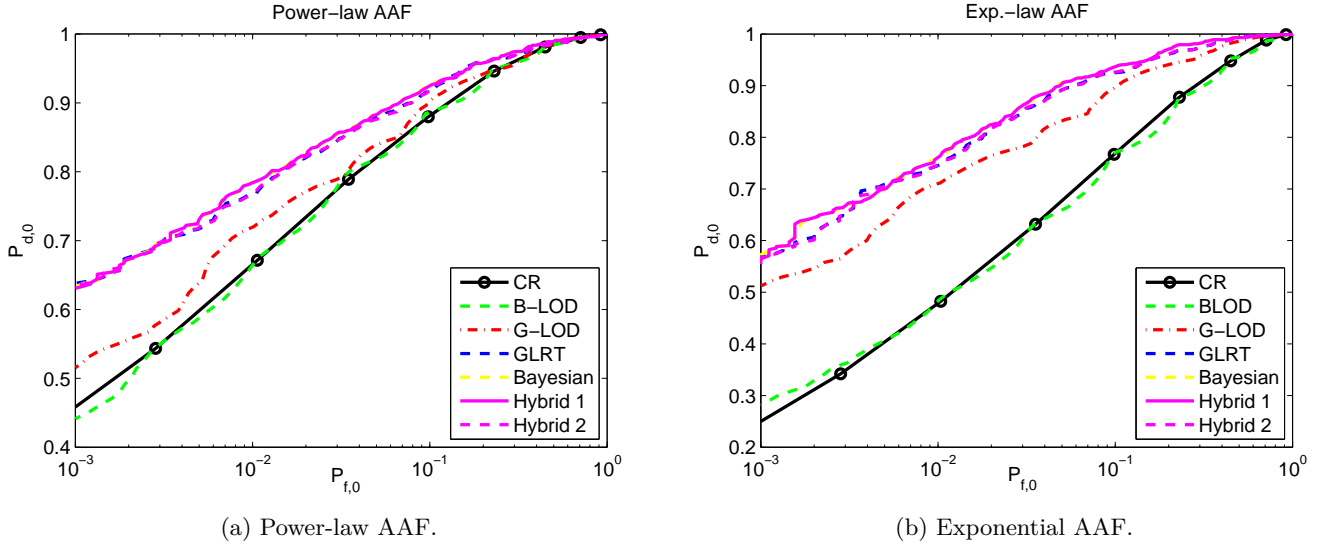 Power−law AAF
1
0.9
0.8
0.7
0.6
0.5
0.4
P_{d,0}
10^{−3}
10^{−2}
10^{−1}
10^{0}
P_{f,0}
CR
B−LOD
G−LOD
GLRT
Bayesian
Hybrid 1
Hybrid 2
(a) Power-law AAF.
Exp.−law AAF
1
0.9
0.8
0.7
0.6
0.5
0.4
0.3
0.2
P_{d,0}
10^{−3}
10^{−2}
10^{−1}
10^{0}
P_{f,0}
CR
BLOD
G−LOD
GLRT
Bayesian
Hybrid 1
Hybrid 2
(b) Exponential AAF.